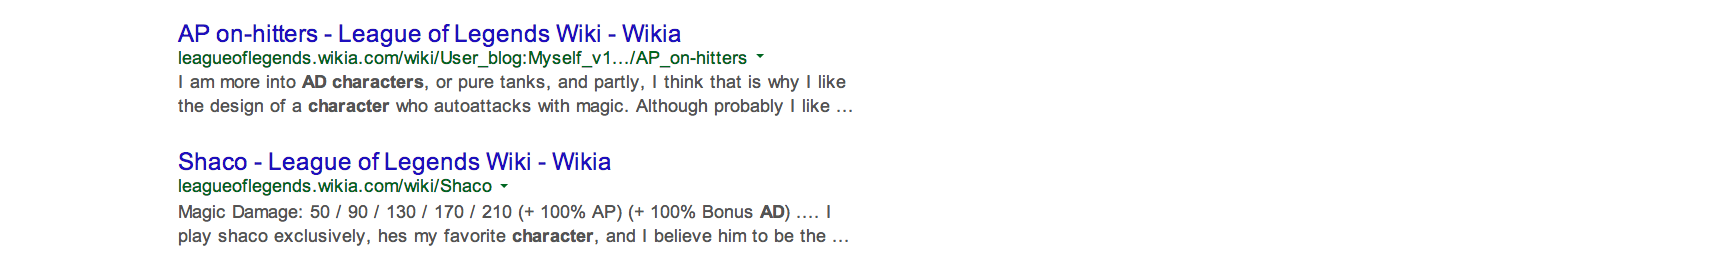 AP on-hitters - League of Legends Wiki - Wikia
leagueoflegends.wikia.com/wiki/User_blog:Myself_v1.../AP_on-hitters
I am more into AD characters, or pure tanks, and partly, I think that is why I like
the design of a character who autoattacks with magic. Although probably I like ...
Shaco - League of Legends Wiki - Wikia
leagueoflegends.wikia.com/wiki/Shaco
Magic Damage: 50 / 90 / 130 / 170 / 210 (+ 100% AP) (+ 100% Bonus AD) .... I
play shaco exclusively, hes my favorite character, and I believe him to be the ...